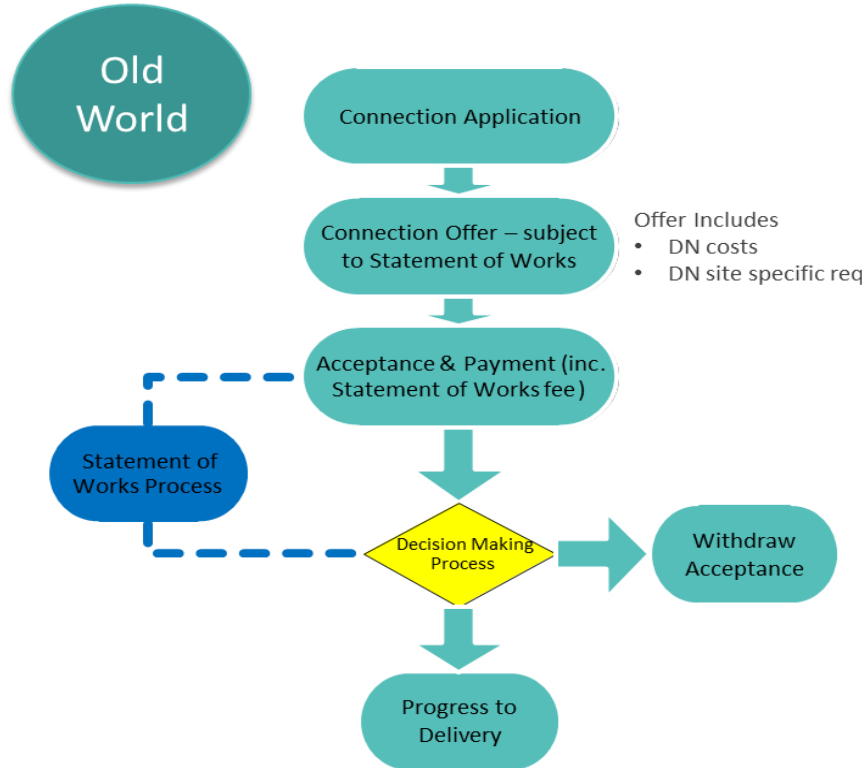 Old
World
Connection Application
Connection Offer – subject
to Statement of Works
Offer Includes
• DN costs
• DN site specific req
Acceptance & Payment (inc.
Statement of Works fee)
Statement of
Works Process
Decision Making
Process
Withdraw
Acceptance
Progress to
Delivery